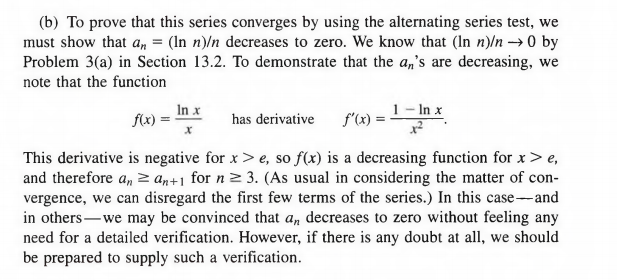 (b) To prove that this series converges by using the alternating series test, we
must show that aₙ = (ln n)/n decreases to zero. We know that (ln n)/n → 0 by
Problem 3(a) in Section 13.2. To demonstrate that the aₙ's are decreasing, we
note that the function
f(x) = ln x / x has derivative f'(x) = 1 – ln x / x².
This derivative is negative for x > e, so f(x) is a decreasing function for x > e,
and therefore aₙ ≥ aₙ₊₁ for n ≥ 3. (As usual in considering the matter of con-
vergence, we can disregard the first few terms of the series.) In this case—and
in others—we may be convinced that aₙ decreases to zero without feeling any
need for a detailed verification. However, if there is any doubt at all, we should
be prepared to supply such a verification.